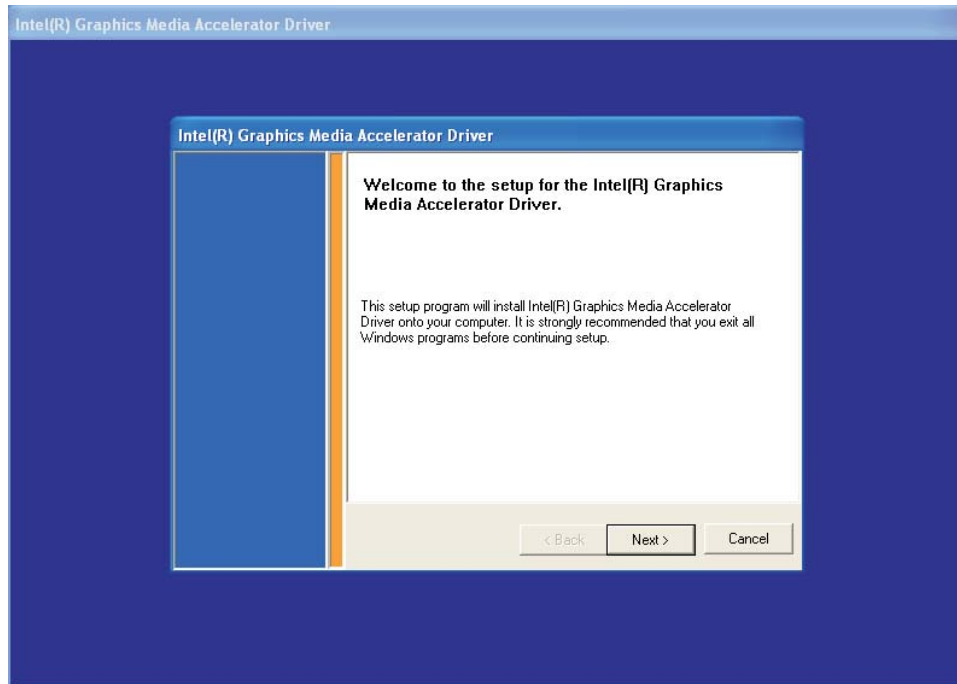 Intel(R) Graphics Media Accelerator Driver
Intel(R) Graphics Media Accelerator Driver
Welcome to the setup for the Intel(R) Graphics
Media Accelerator Driver.
This setup program will install Intel(R) Graphics Media Accelerator
Driver onto your computer. It is strongly recommended that you exit all
Windows programs before continuing setup.
< Back Next > Cancel